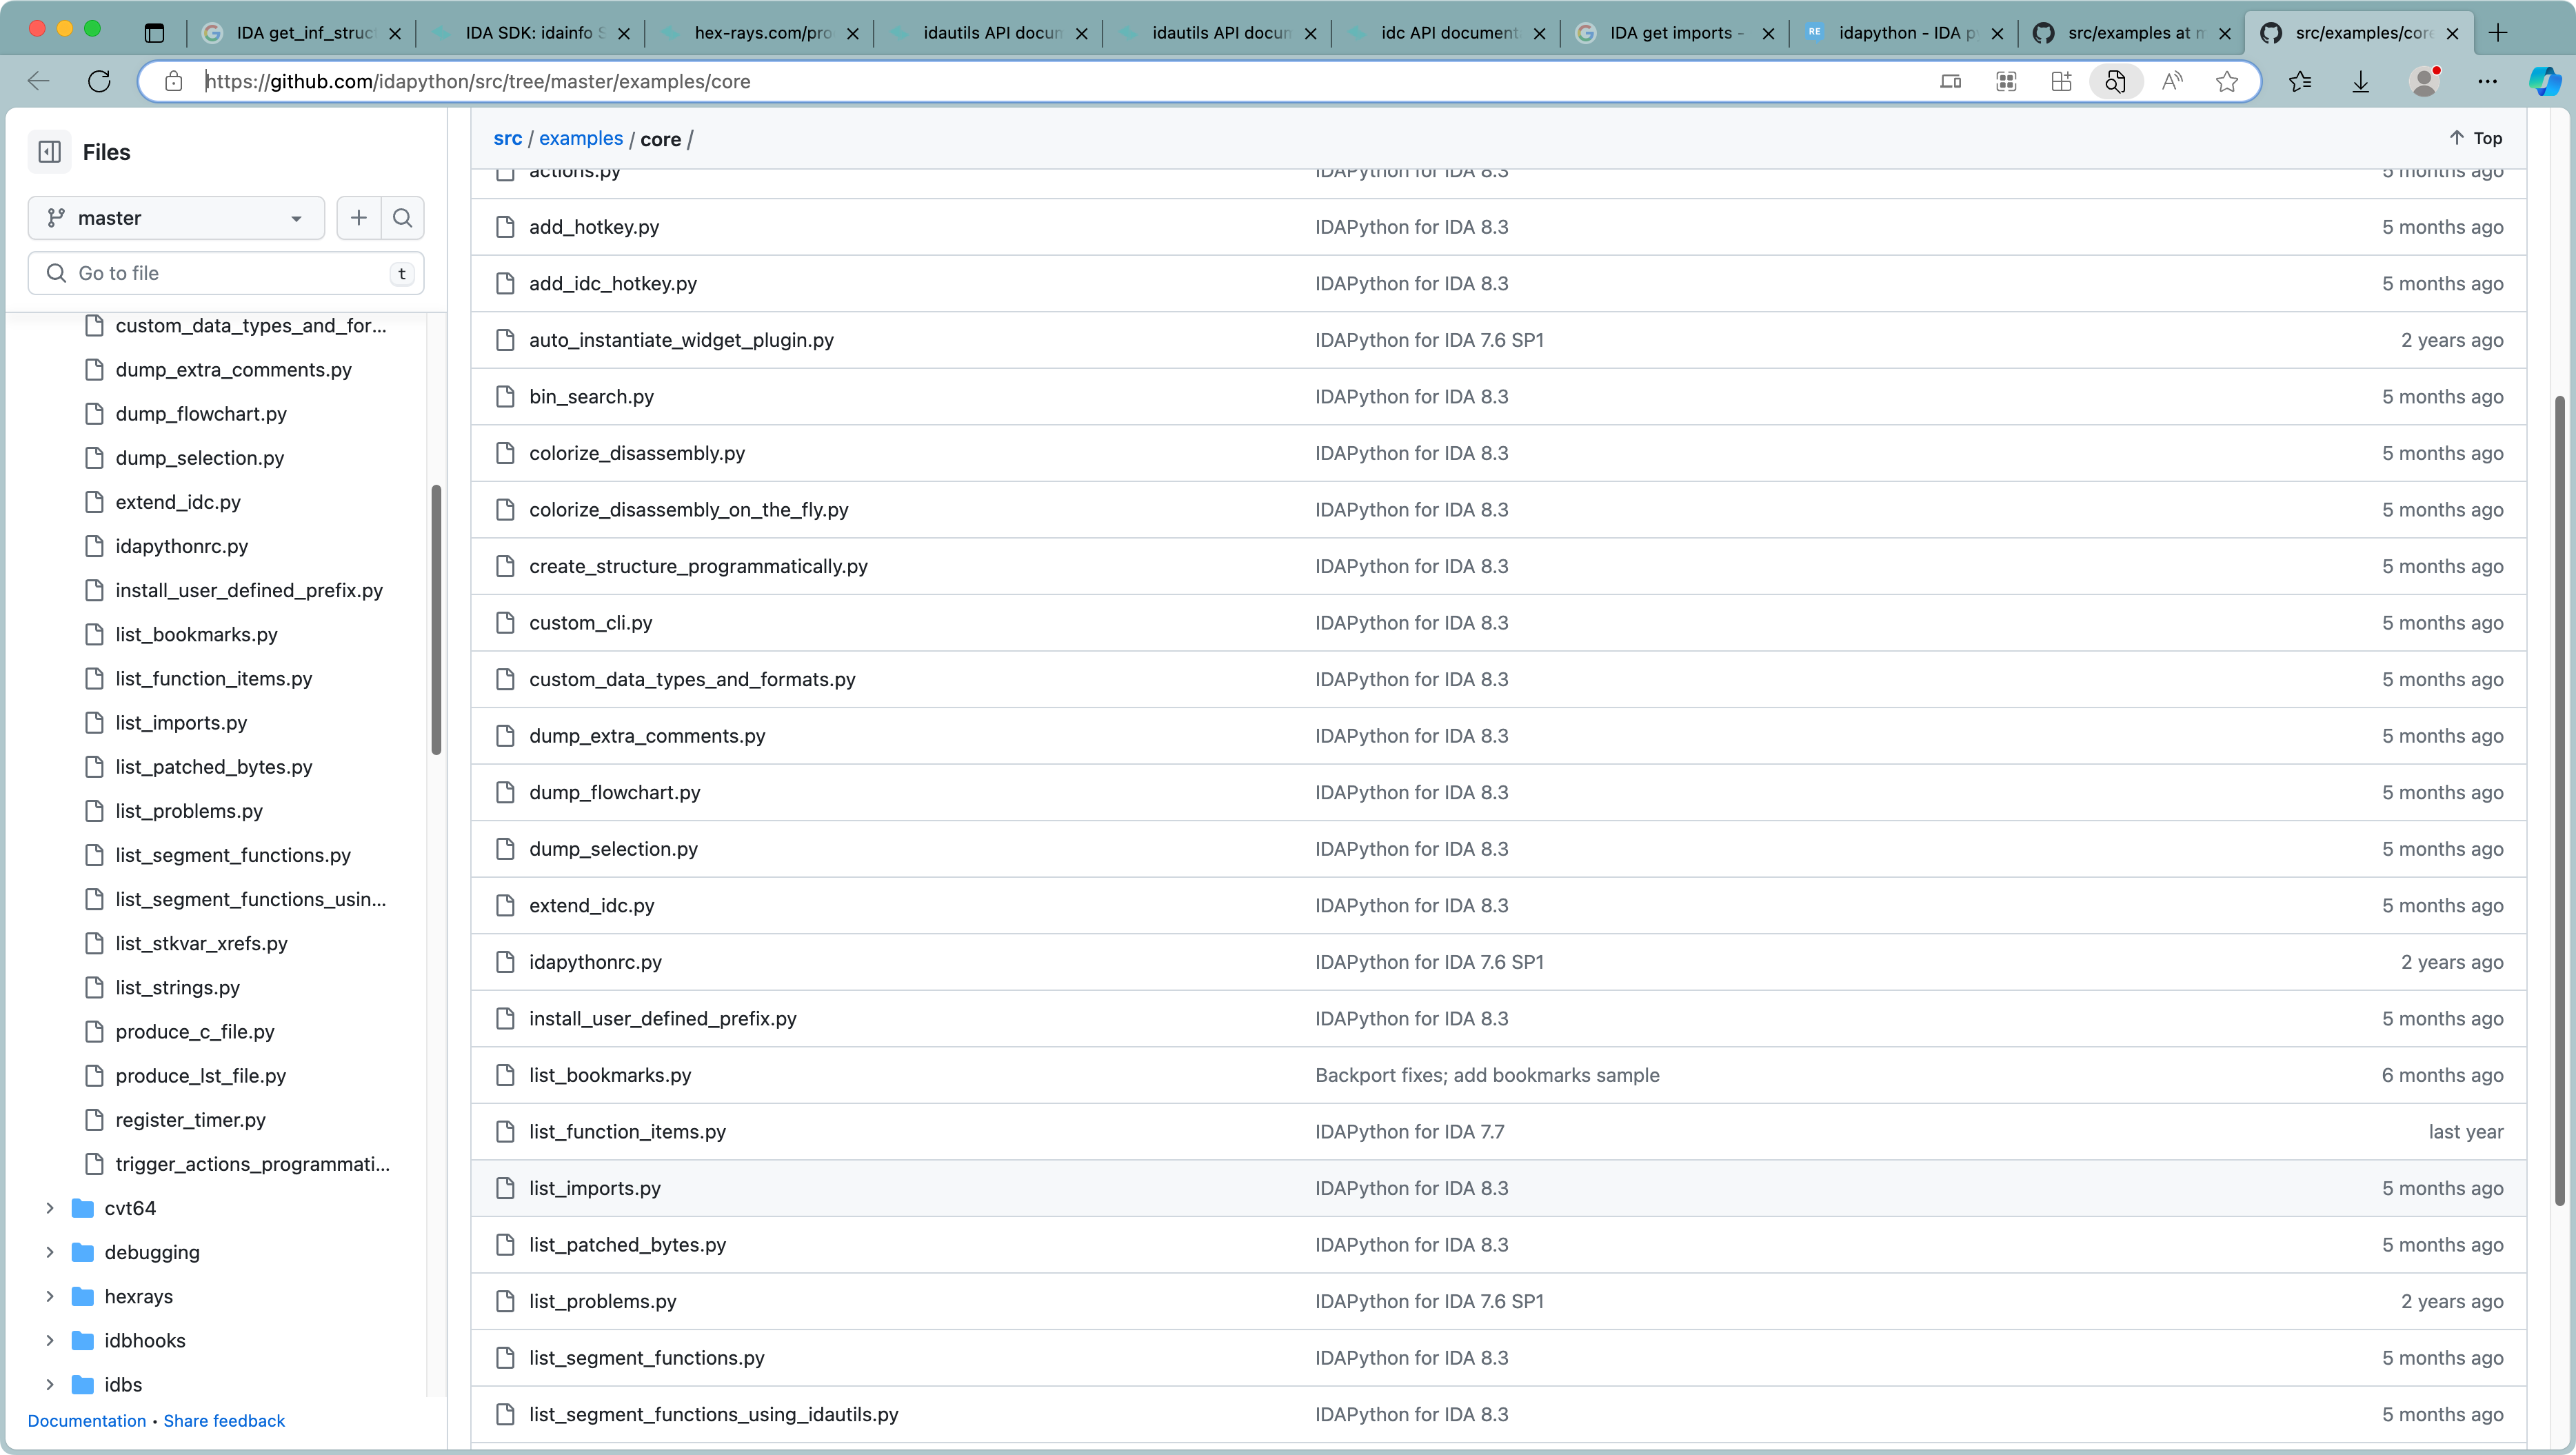 IDA get_inf_struc
IDA SDK: idainfo S
hex-rays.com/pro
idautils API docum
idautils API docum
idc API document
IDA get imports -
RE
idapython - IDA p
src/examples at m
src/examples/core
https://github.com/idapython/src/tree/master/examples/core
Files
master
Go to file
t
custom_data_types_and_for...
dump_extra_comments.py
dump_flowchart.py
dump_selection.py
extend_idc.py
idapythonrc.py
install_user_defined_prefix.py
list_bookmarks.py
list_function_items.py
list_imports.py
list_patched_bytes.py
list_problems.py
list_segment_functions.py
list_segment_functions_usin...
list_stkvar_xrefs.py
list_strings.py
produce_c_file.py
produce_lst_file.py
register_timer.py
trigger_actions_programmati...
cvt64
debugging
hexrays
idbhooks
idbs
Documentation • Share feedback
src / examples / core /
Top
actions.py IDAPython for IDA 8.3 5 months ago
add_hotkey.py IDAPython for IDA 8.3 5 months ago
add_idc_hotkey.py IDAPython for IDA 8.3 5 months ago
auto_instantiate_widget_plugin.py IDAPython for IDA 7.6 SP1 2 years ago
bin_search.py IDAPython for IDA 8.3 5 months ago
colorize_disassembly.py IDAPython for IDA 8.3 5 months ago
colorize_disassembly_on_the_fly.py IDAPython for IDA 8.3 5 months ago
create_structure_programmatically.py IDAPython for IDA 8.3 5 months ago
custom_cli.py IDAPython for IDA 8.3 5 months ago
custom_data_types_and_formats.py IDAPython for IDA 8.3 5 months ago
dump_extra_comments.py IDAPython for IDA 8.3 5 months ago
dump_flowchart.py IDAPython for IDA 8.3 5 months ago
dump_selection.py IDAPython for IDA 8.3 5 months ago
extend_idc.py IDAPython for IDA 8.3 5 months ago
idapythonrc.py IDAPython for IDA 7.6 SP1 2 years ago
install_user_defined_prefix.py IDAPython for IDA 8.3 5 months ago
list_bookmarks.py Backport fixes; add bookmarks sample 6 months ago
list_function_items.py IDAPython for IDA 7.7 last year
list_imports.py IDAPython for IDA 8.3 5 months ago
list_patched_bytes.py IDAPython for IDA 8.3 5 months ago
list_problems.py IDAPython for IDA 7.6 SP1 2 years ago
list_segment_functions.py IDAPython for IDA 8.3 5 months ago
list_segment_functions_using_idautils.py IDAPython for IDA 8.3 5 months ago